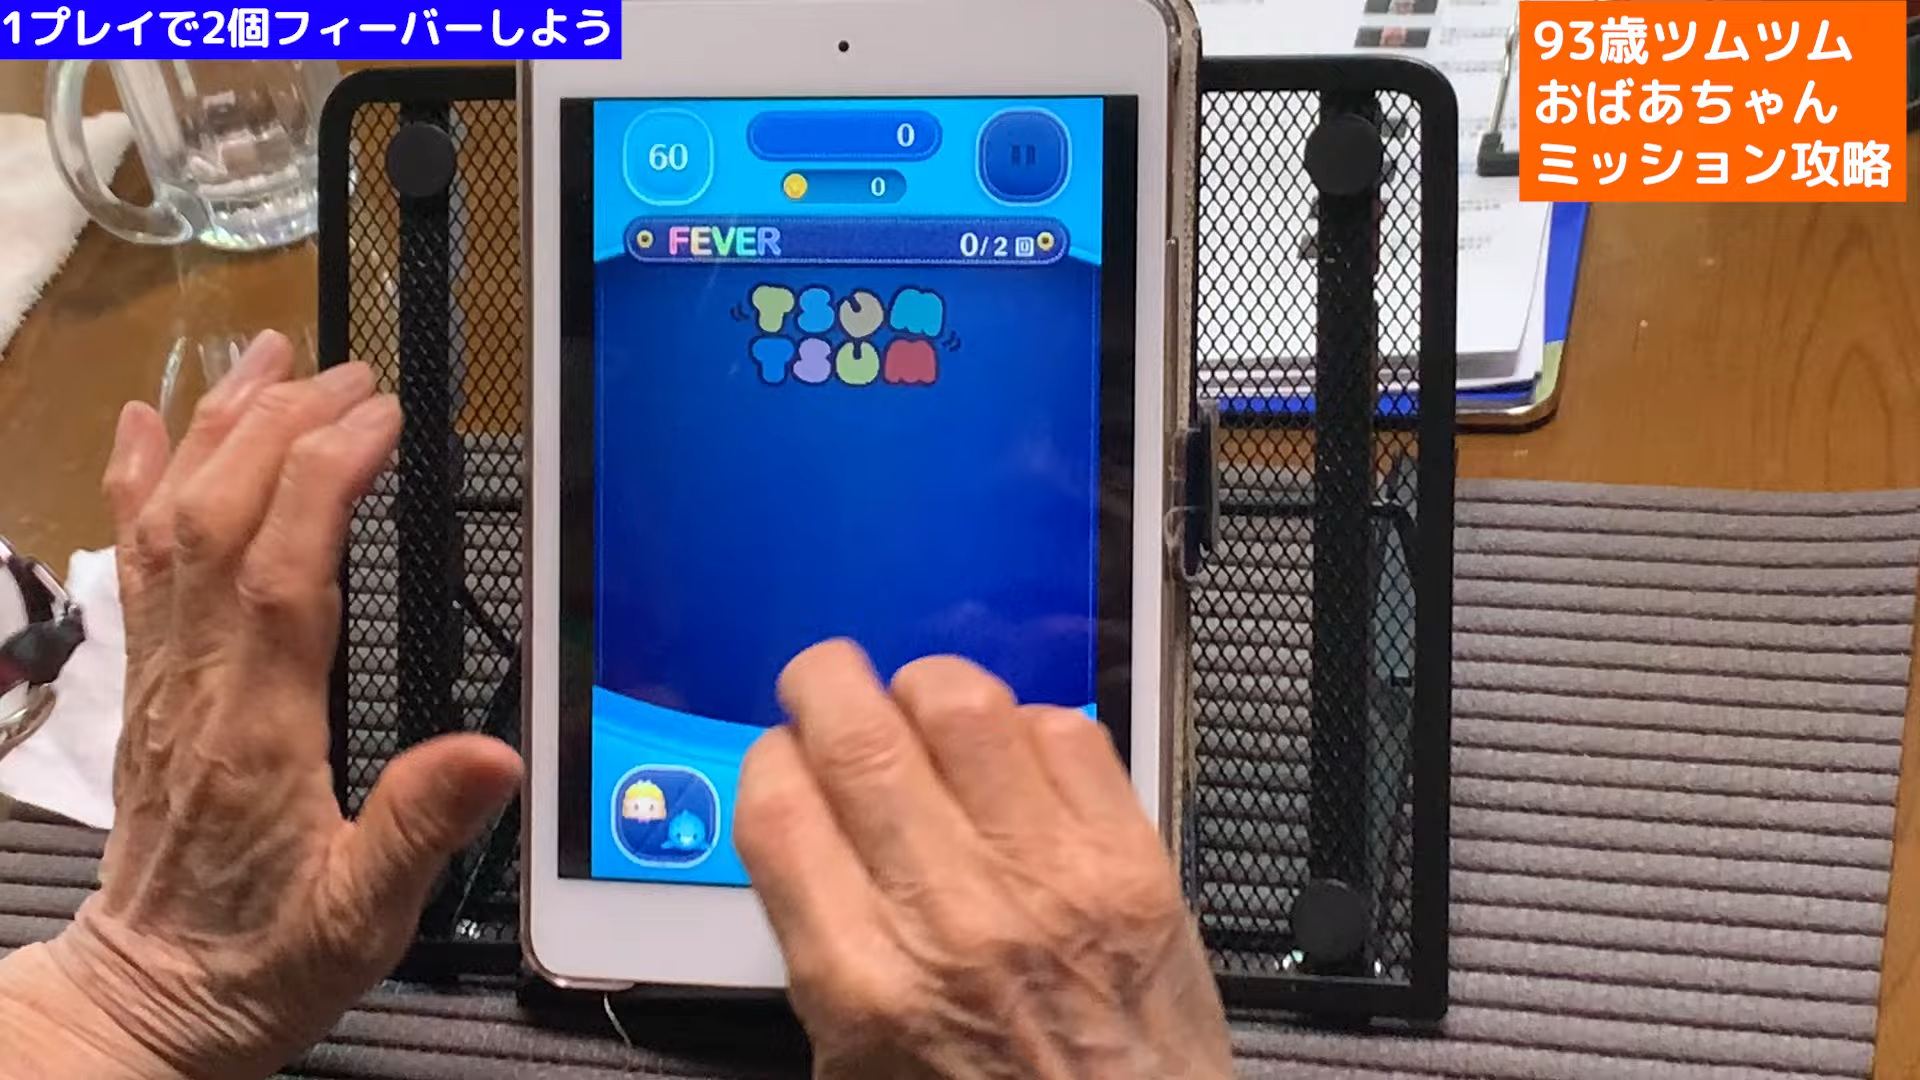 1プレイで2個フィーバーしよう
93歳ツムツム
おばあちゃん
ミッション攻略
60
0
0
FEVER 0/2回
TSUM
TSUM